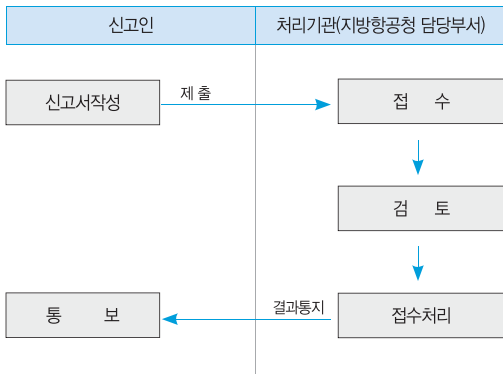 신고인 처리기관(지방항공청 담당부서)
신고서작성 제 출 접 수
검 토
통 보 결과통지 접수처리